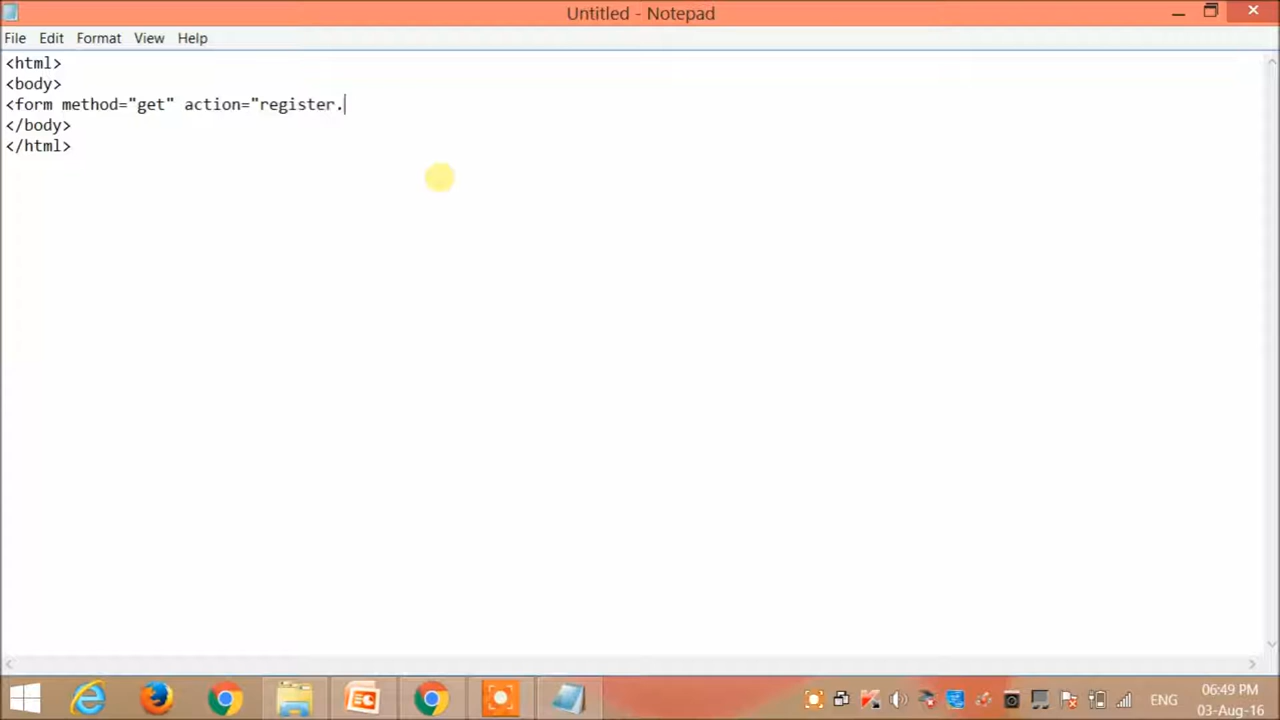 Untitled - Notepad
File Edit Format View Help
<html>
<body>
<form method="get" action="register.
</body>
</html>
ENG
06:49 PM
03-Aug-16